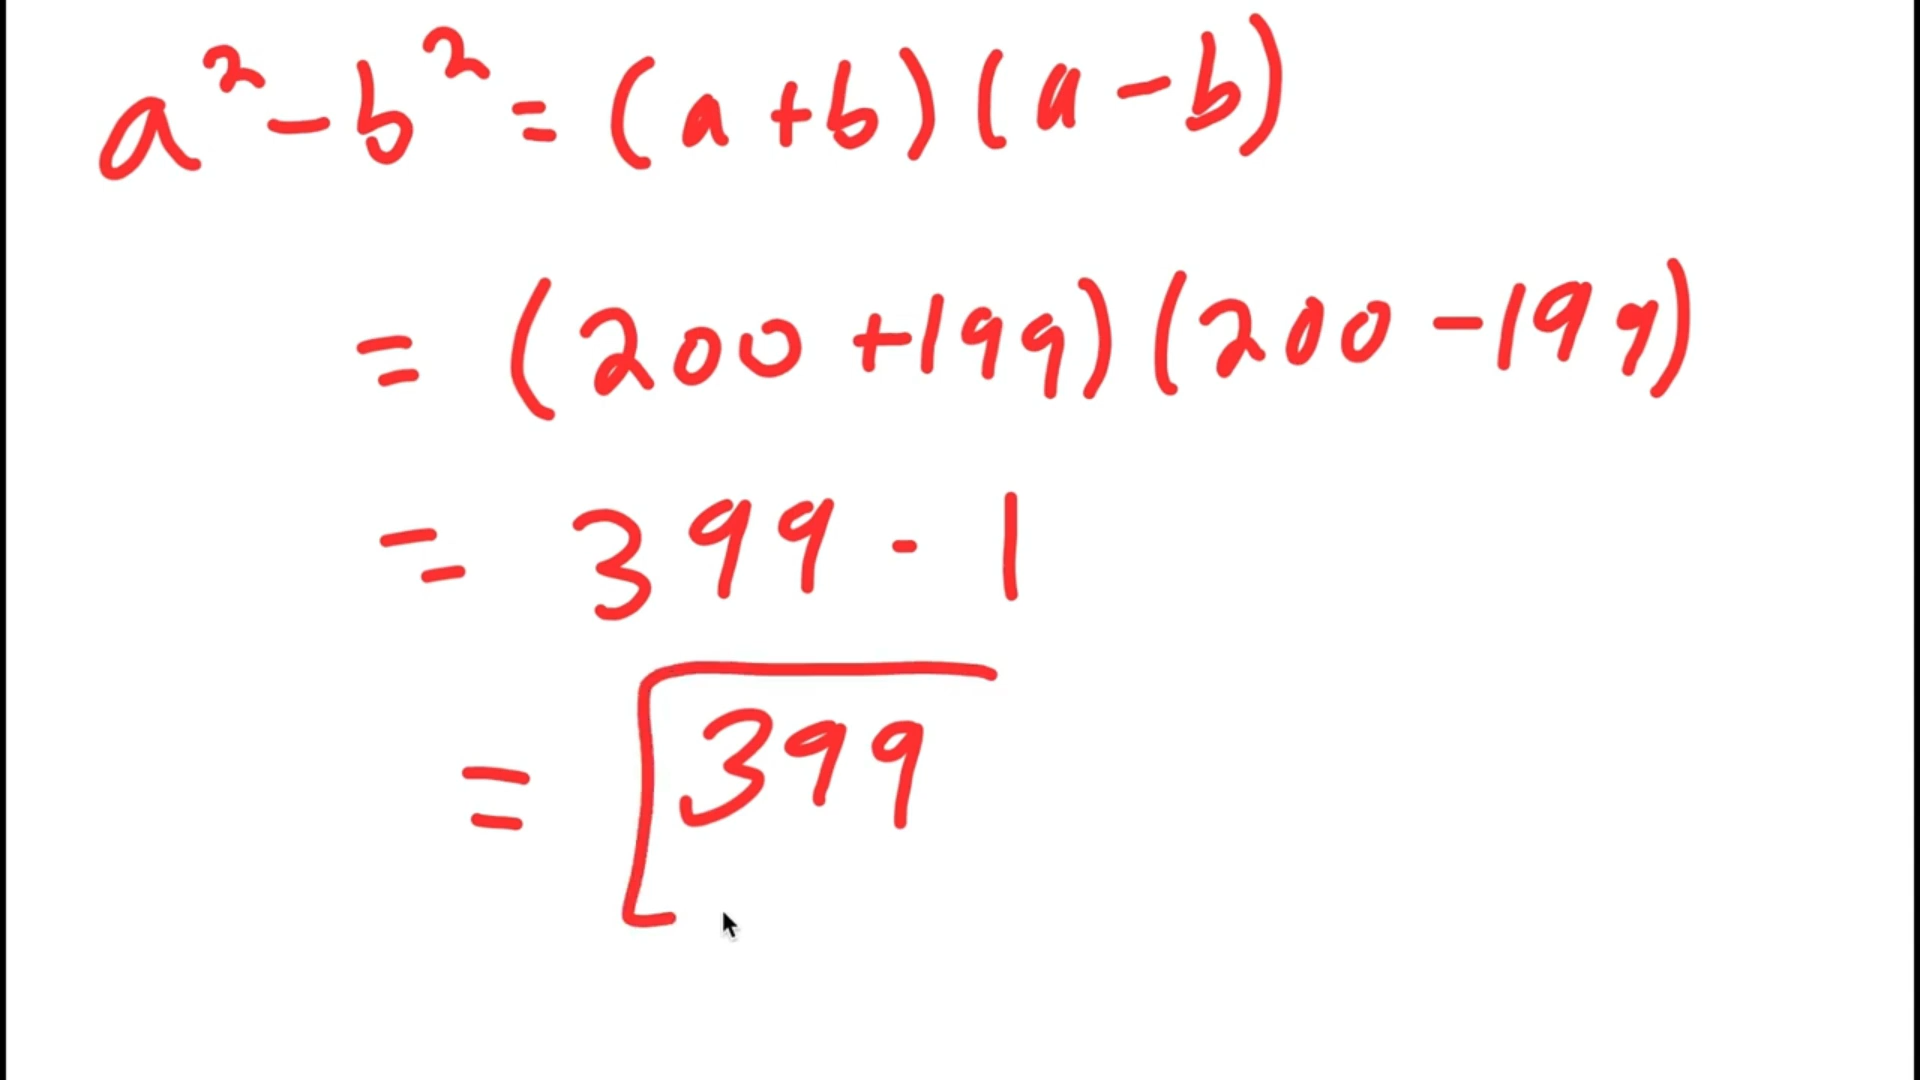 a² - b² = (a + b) (a - b)
= (200 + 199) (200 - 199)
= 399 · 1
= 399